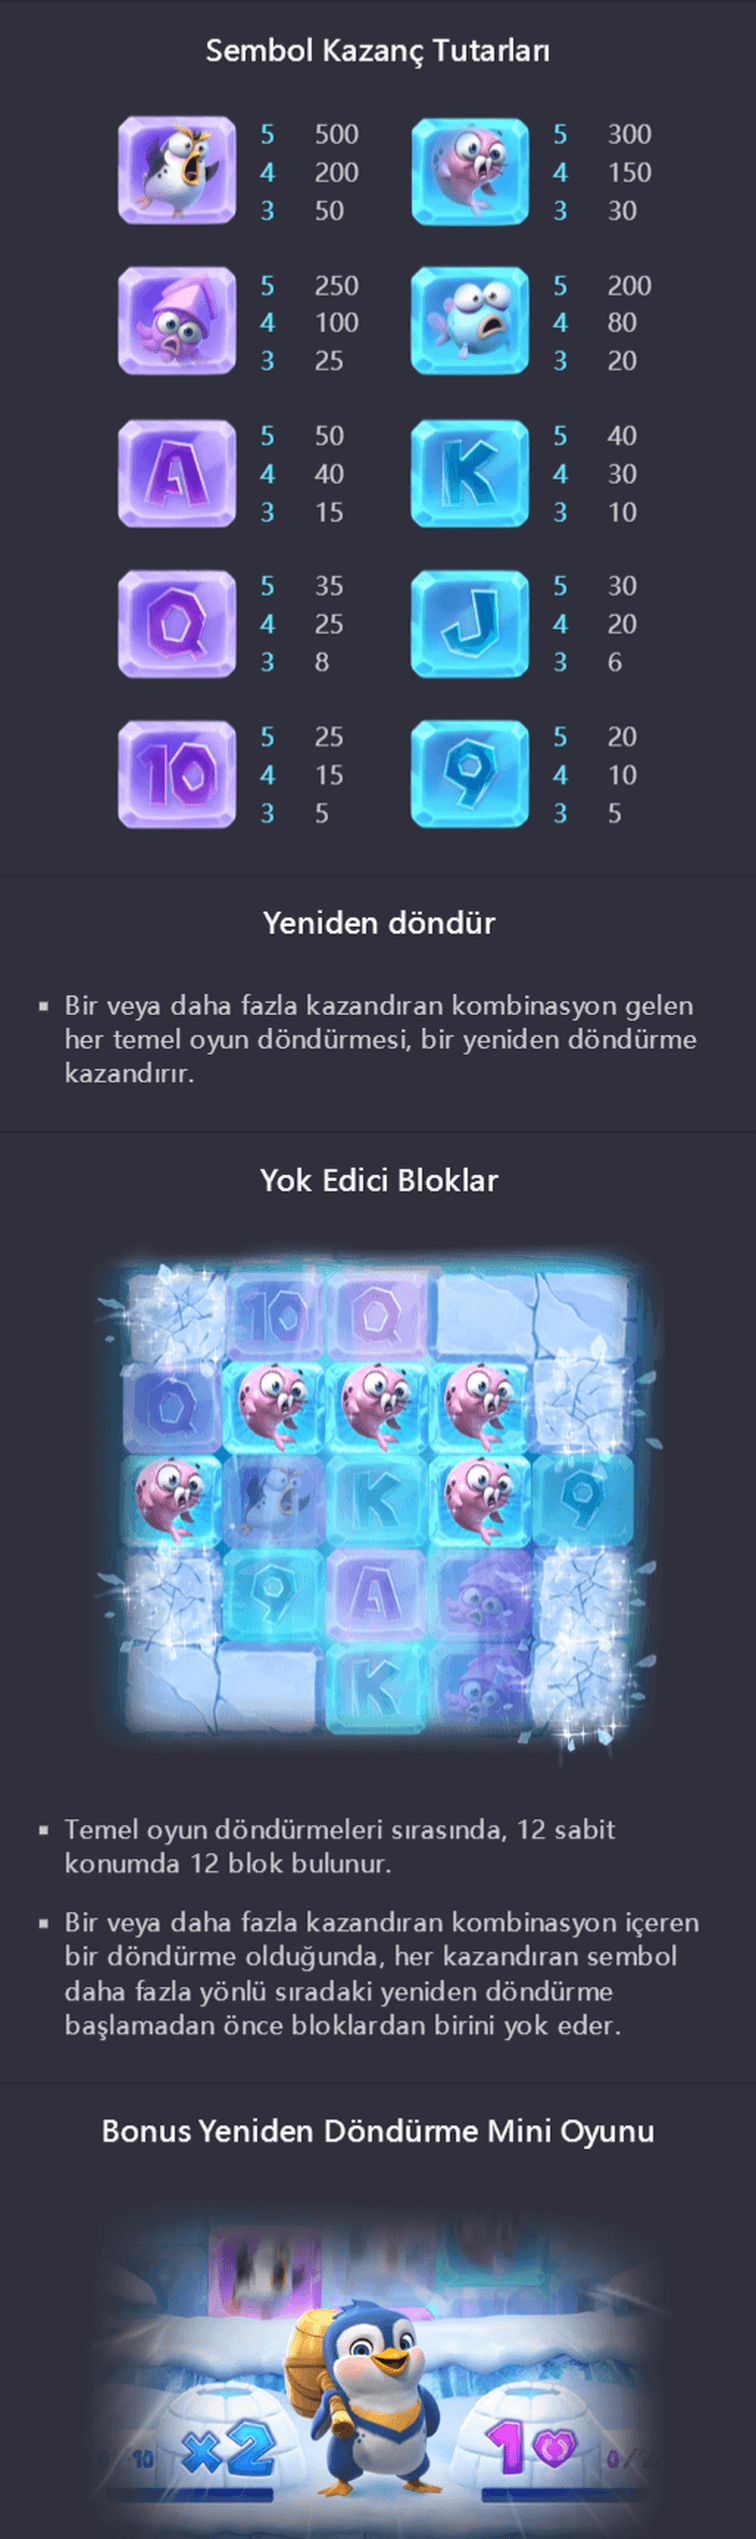 Sembol Kazanç Tutarları
5 500 5 300
4 200 4 150
3 50 3 30
5 250 5 200
4 100 4 80
3 25 3 20
A 5 50 K 5 40
4 40 4 30
3 15 3 10
Q 5 35 J 5 30
4 25 4 20
3 8 3 6
10 5 25 9 5 20
4 15 4 10
3 5 3 5
Yeniden döndür
Bir veya daha fazla kazandıran kombinasyon gelen
her temel oyun döndürmesi, bir yeniden döndürme
kazandırır.
Yok Edici Bloklar
10 Q
Q
K 9
9 A
K
Temel oyun döndürmeleri sırasında, 12 sabit
konumda 12 blok bulunur.
Bir veya daha fazla kazandıran kombinasyon içeren
bir döndürme olduğunda, her kazandıran sembol
daha fazla yönlü sıradaki yeniden döndürme
başlamadan önce bloklardan birini yok eder.
Bonus Yeniden Döndürme Mini Oyunu
x2 1